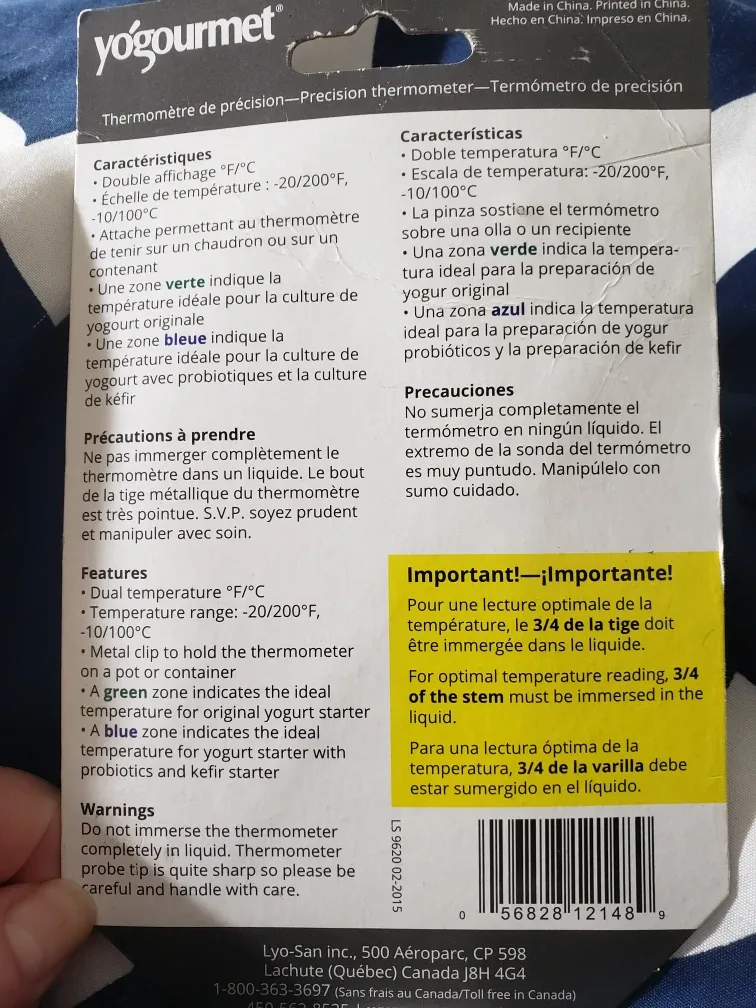 yógourmet®
Made in China. Printed in China.
Hecho en China. Impreso en China.
Thermomètre de précision—Precision thermometer—Termómetro de precisión
Caractéristiques
• Double affichage °F/°C
• Échelle de température : -20/200°F,
-10/100°C
• Attache permettant au thermomètre
de tenir sur un chaudron ou sur un
contenant
• Une zone verte indique la
température idéale pour la culture de
yogourt originale
• Une zone bleue indique la
température idéale pour la culture de
yogourt avec probiotiques et la culture
de kéfir
Précautions à prendre
Ne pas immerger complètement le
thermomètre dans un liquide. Le bout
de la tige métallique du thermomètre
est très pointue. S.V.P. soyez prudent
et manipuler avec soin.
Features
• Dual temperature °F/°C
• Temperature range: -20/200°F,
-10/100°C
• Metal clip to hold the thermometer
on a pot or container
• A green zone indicates the ideal
temperature for original yogurt starter
• A blue zone indicates the ideal
temperature for yogurt starter with
probiotics and kefir starter
Warnings
Do not immerse the thermometer
completely in liquid. Thermometer
probe tip is quite sharp so please be
careful and handle with care.
Características
• Doble temperatura °F/°C
• Escala de temperatura: -20/200°F,
-10/100°C
• La pinza sostiene el termómetro
sobre una olla o un recipiente
• Una zona verde indica la tempera-
tura ideal para la preparación de
yogur original
• Una zona azul indica la temperatura
ideal para la preparación de yogur
probióticos y la preparación de kefir
Precauciones
No sumerja completamente el
termómetro en ningún líquido. El
extremo de la sonda del termómetro
es muy puntudo. Manipúlelo con
sumo cuidado.
Important!—¡Importante!
Pour une lecture optimale de la
température, le 3/4 de la tige doit
être immergée dans le liquide.
For optimal temperature reading, 3/4
of the stem must be immersed in the
liquid.
Para una lectura óptima de la
temperatura, 3/4 de la varilla debe
estar sumergido en el líquido.
LS 9620 02-2015
0 56828 12148 9
Lyo-San inc., 500 Aéroparc, CP 598
Lachute (Québec) Canada J8H 4G4
1-800-363-3697 (Sans frais au Canada/Toll free in Canada)